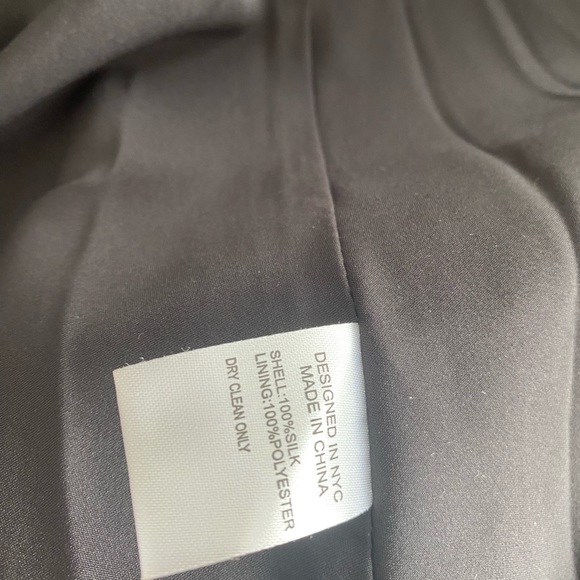 DESIGNED IN NYC
MADE IN CHINA
SHELL:100%SILK
LINING:100%POLYESTER
DRY CLEAN ONLY